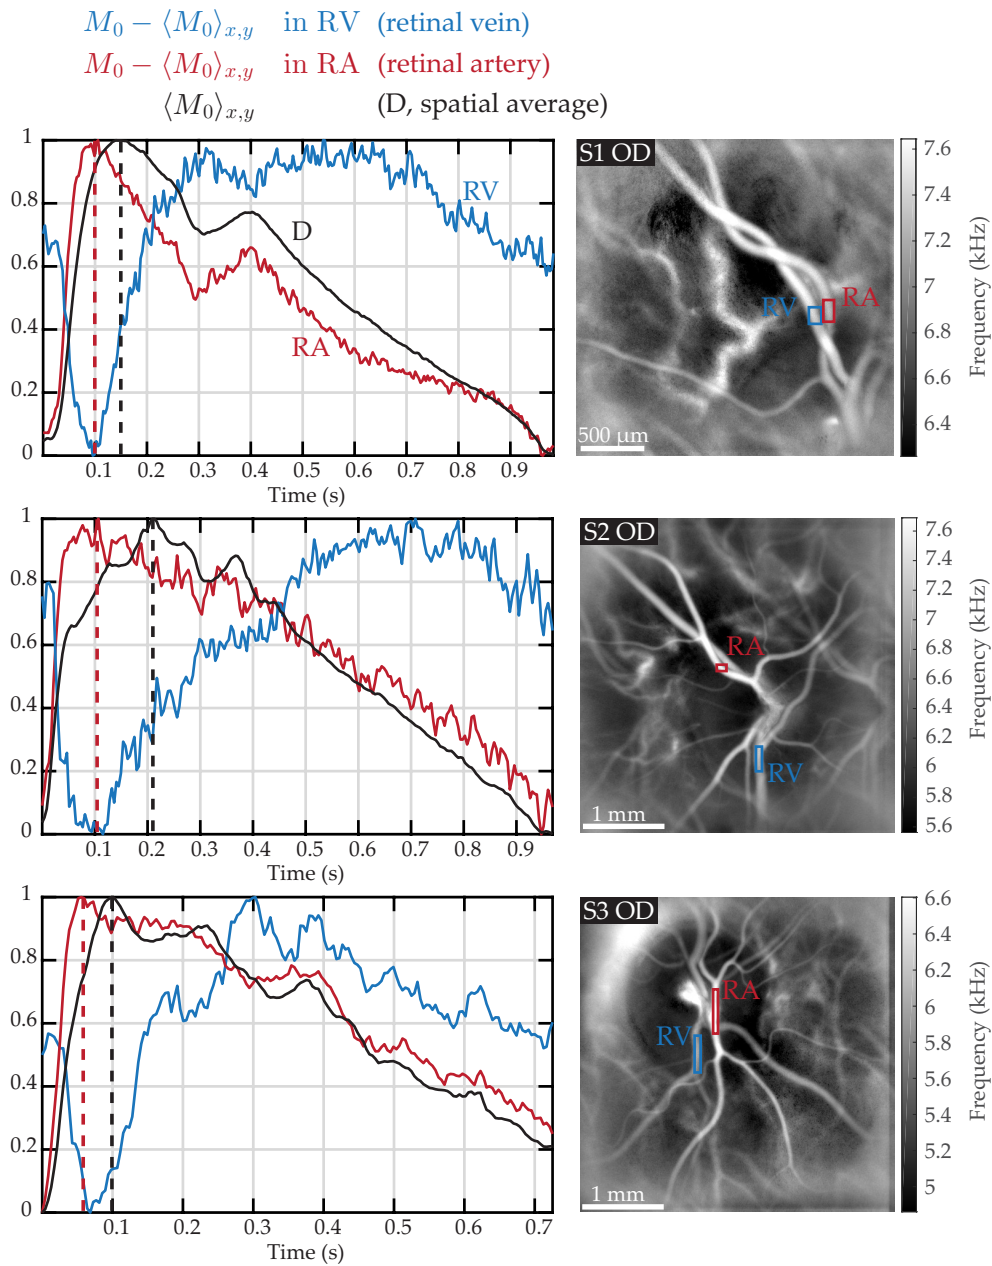 M₀ − ⟨M₀⟩x,y in RV (retinal vein)
M₀ − ⟨M₀⟩x,y in RA (retinal artery)
⟨M₀⟩x,y (D, spatial average)
1
0.8
0.6
0.4
0.2
0
RV
D
RA
0.1 0.2 0.3 0.4 0.5 0.6 0.7 0.8 0.9
Time (s)
S1 OD
RV
RA
500 µm
7.6
7.4
7.2
7
6.8
6.6
6.4
Frequency (kHz)
1
0.8
0.6
0.4
0.2
0
0.1 0.2 0.3 0.4 0.5 0.6 0.7 0.8 0.9
Time (s)
S2 OD
RA
RV
1 mm
7.6
7.4
7.2
7
6.8
6.6
6.4
6.2
6
5.8
5.6
Frequency (kHz)
1
0.8
0.6
0.4
0.2
0
0.1 0.2 0.3 0.4 0.5 0.6 0.7
Time (s)
S3 OD
RA
RV
1 mm
6.6
6.4
6.2
6
5.8
5.6
5.4
5.2
5
Frequency (kHz)